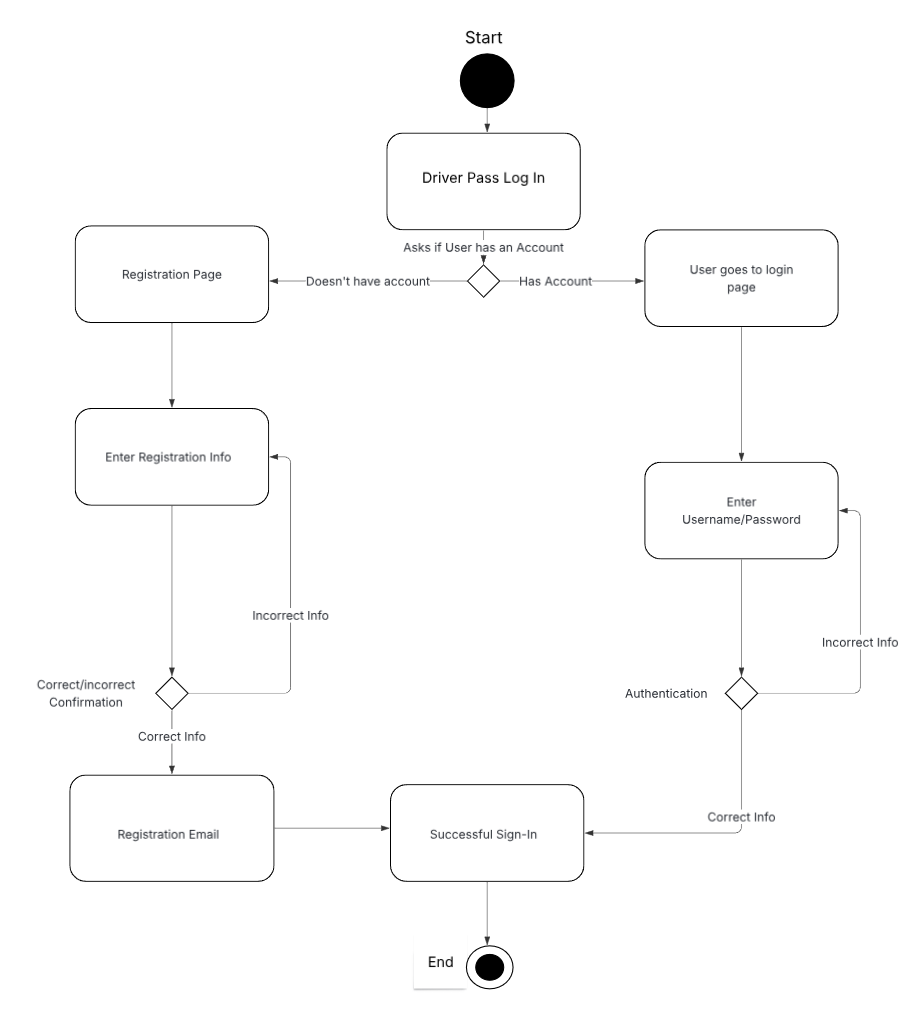 Start
Driver Pass Log In
Asks if User has an Account
Registration Page
Doesn't have account
Has Account
User goes to login
page
Enter Registration Info
Enter
Username/Password
Incorrect Info
Incorrect Info
Correct/incorrect
Confirmation
Authentication
Correct Info
Correct Info
Registration Email
Successful Sign-In
End